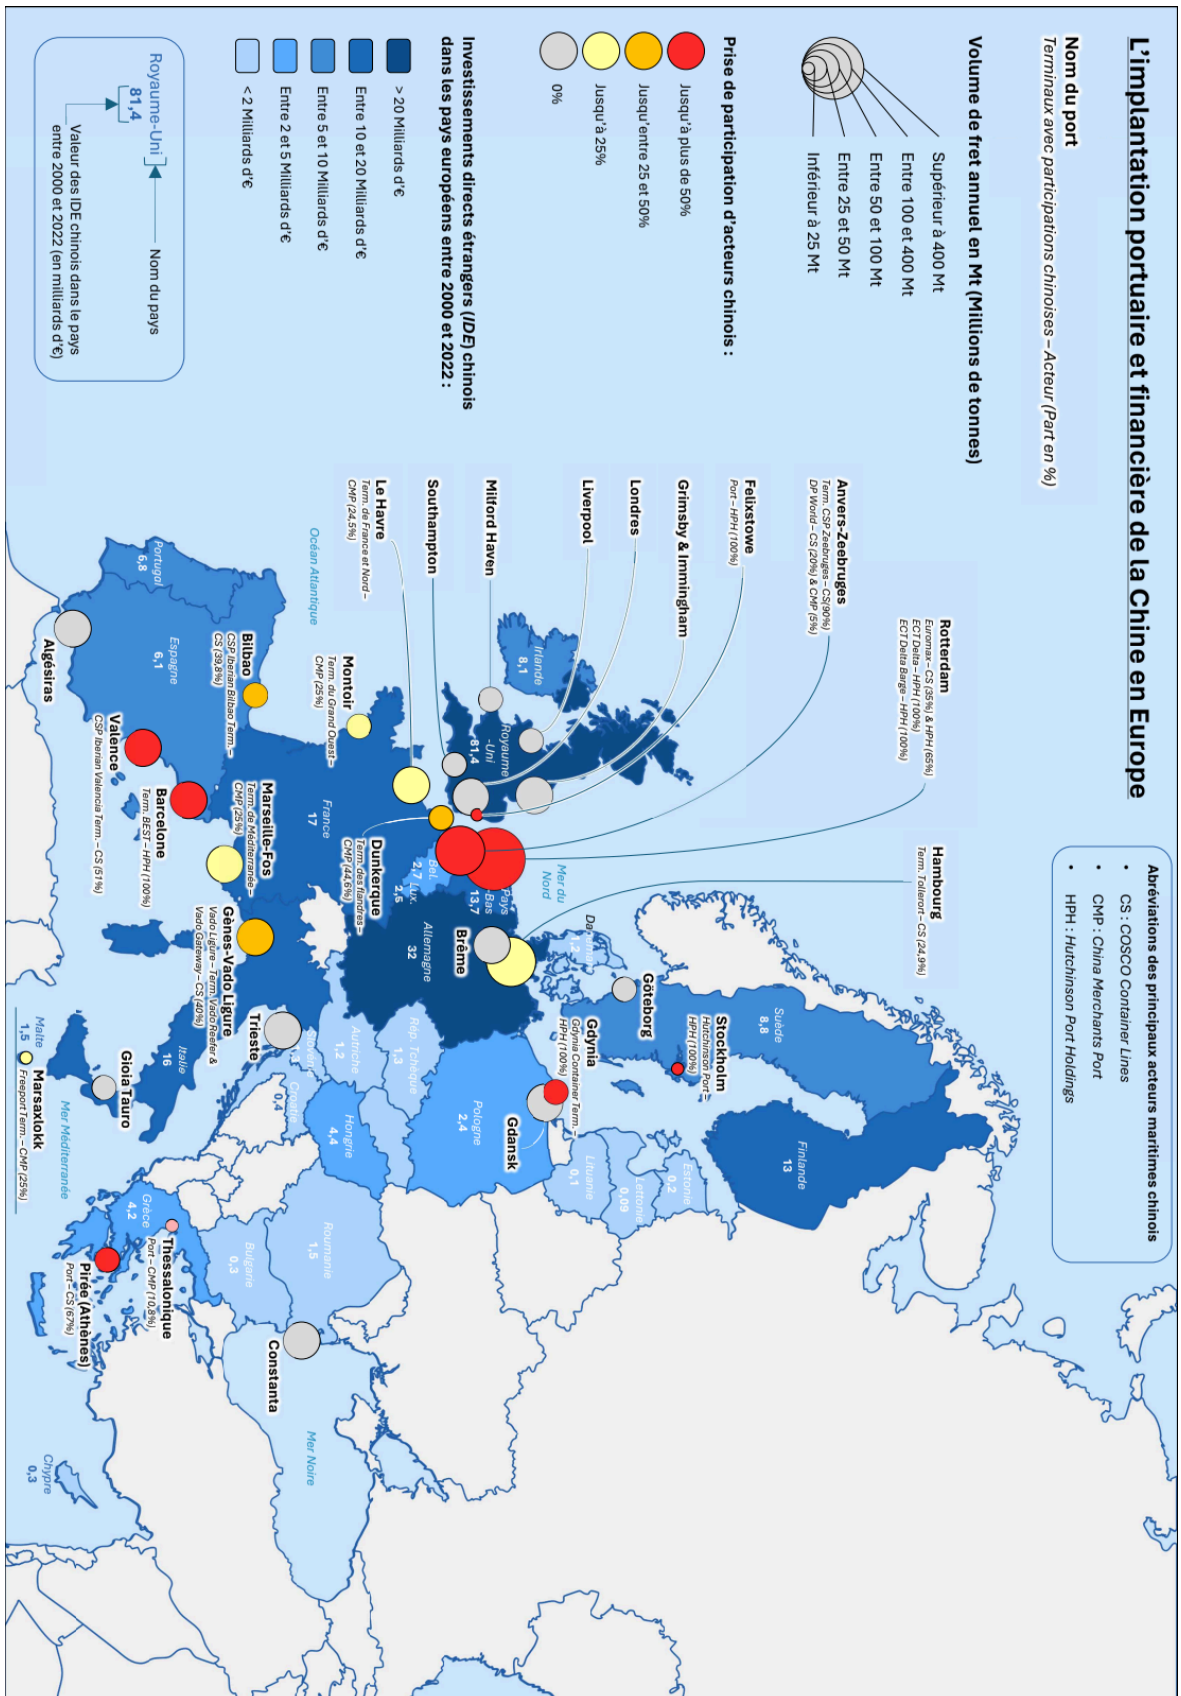 L'implantation portuaire et financière de la Chine en Europe
Nom du port
Terminaux avec participations chinoises – Acteur (Part en %)
Volume de fret annuel en Mt (Millions de tonnes)
Supérieur à 400 Mt
Entre 100 et 400 Mt
Entre 50 et 100 Mt
Entre 25 et 50 Mt
Inférieur à 25 Mt
Prise de participation d'acteurs chinois :
Jusqu'à plus de 50%
Jusqu'entre 25 et 50%
Jusqu'à 25%
0%
Investissements directs étrangers (IDE) chinois
dans les pays européens entre 2000 et 2022 :
> 20 Milliards d'€
Entre 10 et 20 Milliards d'€
Entre 5 et 10 Milliards d'€
Entre 2 et 5 Milliards d'€
< 2 Milliards d'€
Royaume-Uni
81,4
Nom du pays
Valeur des IDE chinois dans le pays
entre 2000 et 2022 (en milliards d'€)
Abréviations des principaux acteurs maritimes chinois
• CS : COSCO Container Lines
• CMP : China Merchants Port
• HPH : Hutchinson Port Holdings
Rotterdam
Euromax – CS (35%) & HPH (65%)
ECT Delta – HPH (100%)
ECT Delta Barge – HPH (100%)
Hambourg
Term. Tollerort – CS (24,9%)
Anvers-Zeebruges
Term. CSP Zeebruges – CS(90%)
DP World – CS (20%) & CMP (5%)
Felixstowe
Port – HPH (100%)
Grimsby & Immingham
Londres
Liverpool
Milford Haven
Southampton
Le Havre
Term. de France et Nord –
CMP (24,5%)
Océan Atlantique
Mer du
Nord
Irlande
8,1
Royaume
-Uni
81,4
Suède
8,8
Finlande
13
Stockholm
Hutchinson Port –
HPH (100%)
Göteborg
1,2
Estonie
0,2
Lettonie
0,09
Lituanie
0,1
Gdynia
Gdynia Container Term. –
HPH (100%)
Gdansk
Pologne
2,4
Brême
Allemagne
32
Pays
-Bas
13,7
Bel.
2,7
Lux.
2,5
Dunkerque
Term. des flandres –
CMP (44,6%)
Montoir
Term. du Grand Ouest –
CMP (25%)
France
17
Rép. Tchèque
1,3
Autriche
1,2
Hongrie
4,4
Croatie
0,4
Roumanie
1,5
Bulgarie
0,3
Constanta
Mer Noire
Bilbao
CSP Iberian Bilbao Term. –
CS (39,8%)
Marseille-Fos
Term. de Méditerranée –
CMP (25%)
Gènes-Vado Ligure
Vado Ligure – Term. Vado Reefer &
Vado Gateway – CS (40%)
Trieste
Portugal
6,8
Espagne
6,1
Algésiras
Valence
CSP Iberian Valencia Term. – CS (51%)
Barcelone
Term. BEST – HPH (100%)
Italie
16
Gioia Tauro
Malte
1,5
Marsaxlokk
Freeport Term. – CMP (25%)
Mer Méditerranée
Grèce
4,2
Thessalonique
Port – CMP (10,8%)
Pirée (Athènes)
Port – CS (67%)
Chypre
0,3